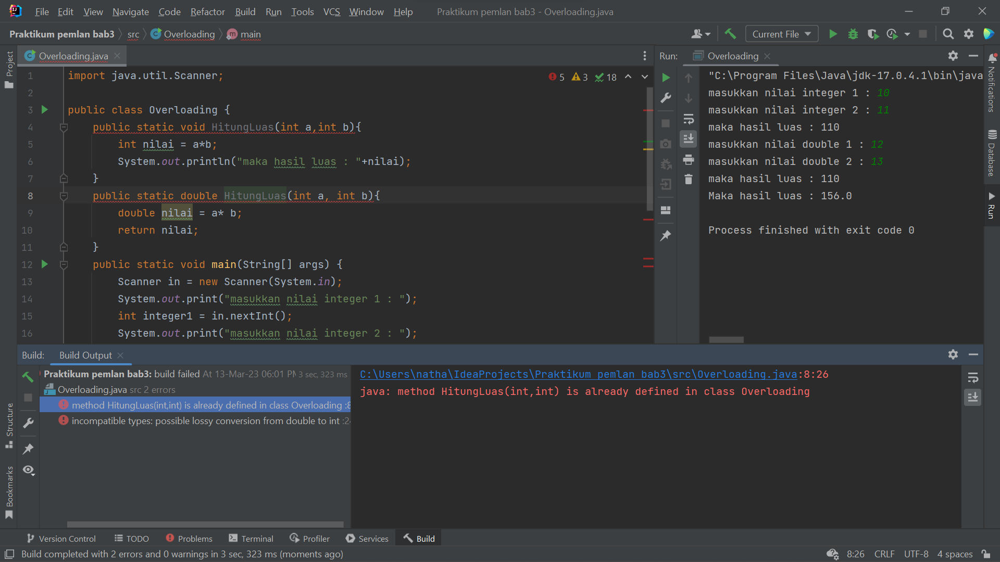 File Edit View Navigate Code Refactor Build Run Tools VCS Window Help Praktikum pemlan bab3 - Overloading.java
Praktikum pemlan bab3 src Overloading main Current File
Project
Overloading.java
5 3 18
1 import java.util.Scanner;
2
3 public class Overloading {
4 public static void HitungLuas(int a,int b){
5 int nilai = a*b;
6 System.out.println("maka hasil luas : "+nilai);
7 }
8 public static double HitungLuas(int a, int b){
9 double nilai = a* b;
10 return nilai;
11 }
12 public static void main(String[] args) {
13 Scanner in = new Scanner(System.in);
14 System.out.print("masukkan nilai integer 1 : ");
15 int integer1 = in.nextInt();
16 System.out.print("masukkan nilai integer 2 : ");
Run: Overloading
"C:\Program Files\Java\jdk-17.0.4.1\bin\java
masukkan nilai integer 1 : 10
masukkan nilai integer 2 : 11
maka hasil luas : 110
masukkan nilai double 1 : 12
masukkan nilai double 2 : 13
maka hasil luas : 110
Maka hasil luas : 156.0
Process finished with exit code 0
Notifications
Database
Run
Build: Build Output
Praktikum pemlan bab3: build failed At 13-Mar-23 06:01 PM 3 sec, 323 ms
Overloading.java src 2 errors
method HitungLuas(int,int) is already defined in class Overloading :8
incompatible types: possible lossy conversion from double to int :24
C:\Users\natha\IdeaProjects\Praktikum pemlan bab3\src\Overloading.java:8:26
java: method HitungLuas(int,int) is already defined in class Overloading
Structure
Bookmarks
Version Control TODO Problems Terminal Profiler Services Build
Build completed with 2 errors and 0 warnings in 3 sec, 323 ms (moments ago) 8:26 CRLF UTF-8 4 spaces